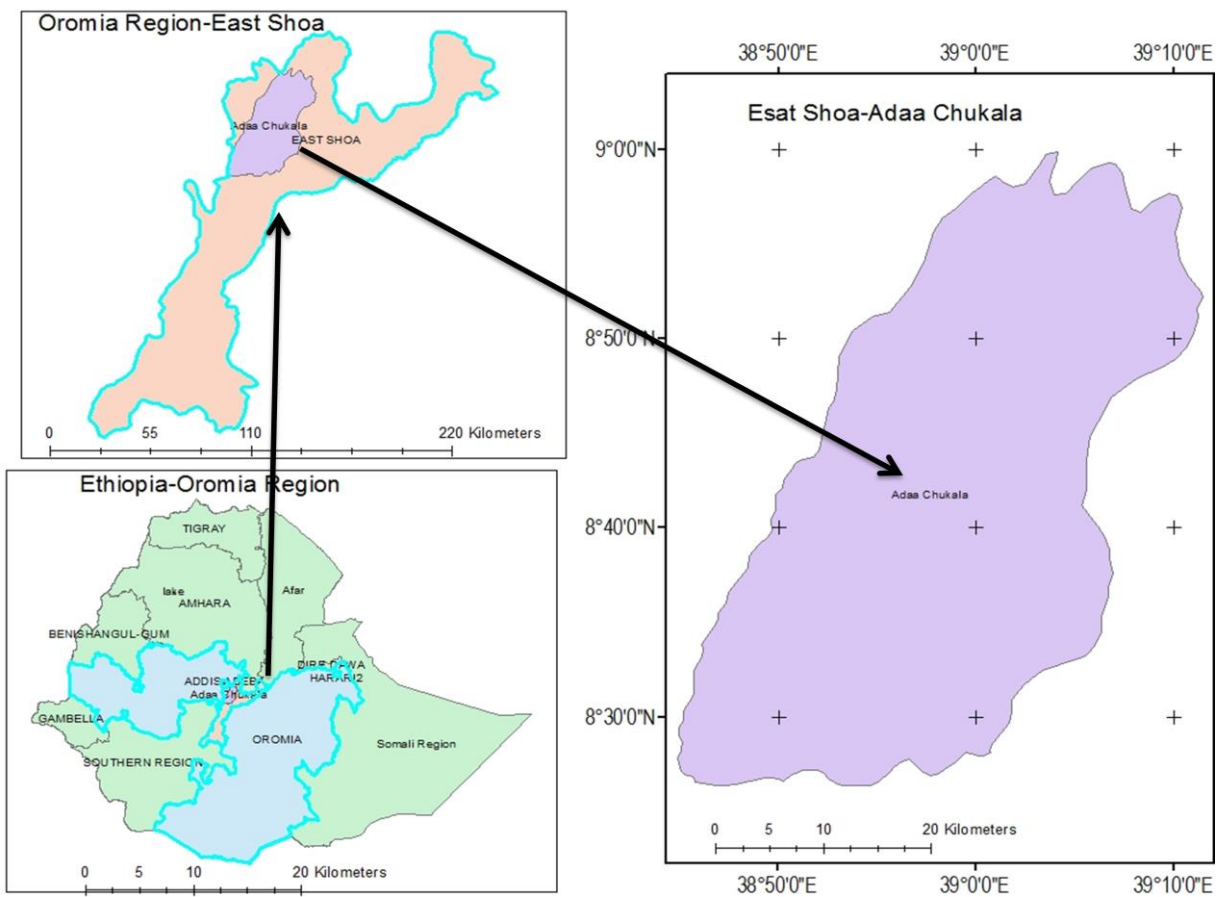 Oromia Region-East Shoa
Adaa Chukala
EAST SHOA
0 55 110 220 Kilometers
Ethiopia-Oromia Region
TIGRAY
lake
AMHARA
Afar
BENISHANGUL-GUM
DIRE DAWA
HARARI2
ADDIS ADEBA
Adaa Chukala
GAMBELLA
OROMIA
Somali Region
SOUTHERN REGION
0 5 10 20 Kilometers
38°50'0"E 39°0'0"E 39°10'0"E
Esat Shoa-Adaa Chukala
9°0'0"N
8°50'0"N
Adaa Chukala
8°40'0"N
8°30'0"N
0 5 10 20 Kilometers
38°50'0"E 39°0'0"E 39°10'0"E